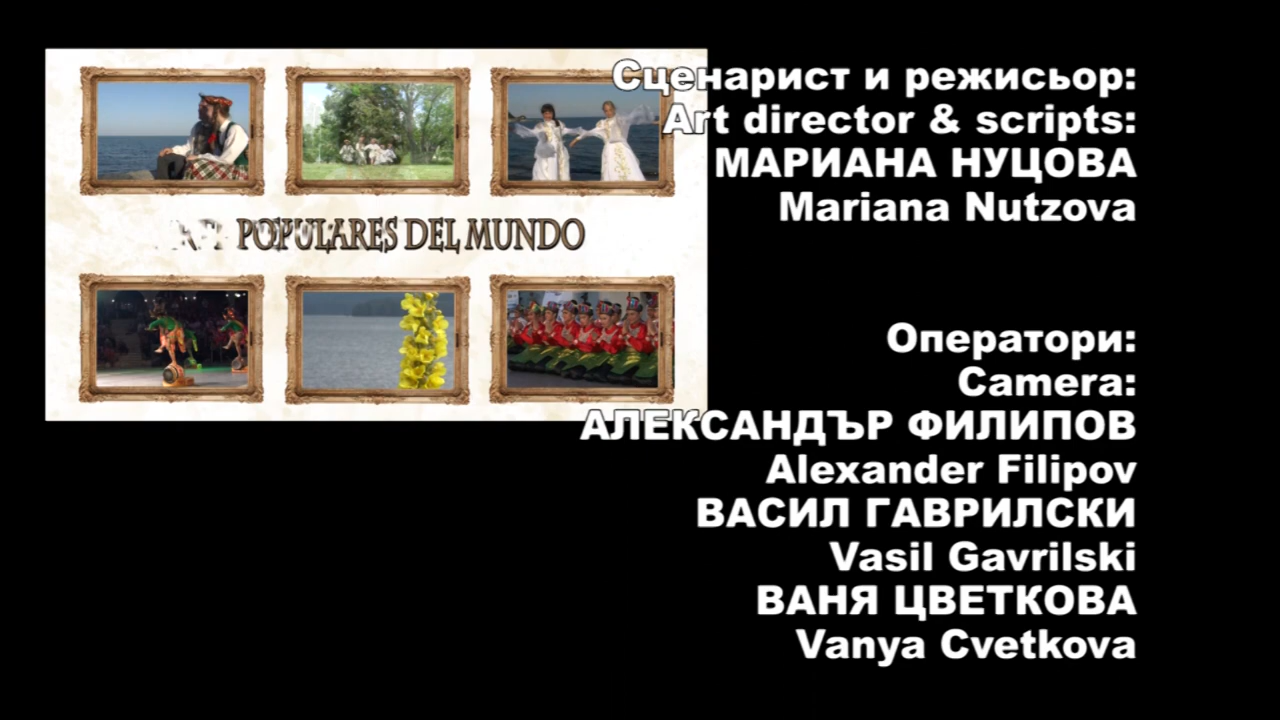 Сценарист и режисьор:
Art director & scripts:
МАРИАНА НУЦОВА
Mariana Nutzova
POPULARES DEL MUNDO
Оператори:
Camera:
АЛЕКСАНДЪР ФИЛИПОВ
Alexander Filipov
ВАСИЛ ГАВРИЛСКИ
Vasil Gavrilski
ВАНЯ ЦВЕТКОВА
Vanya Cvetkova